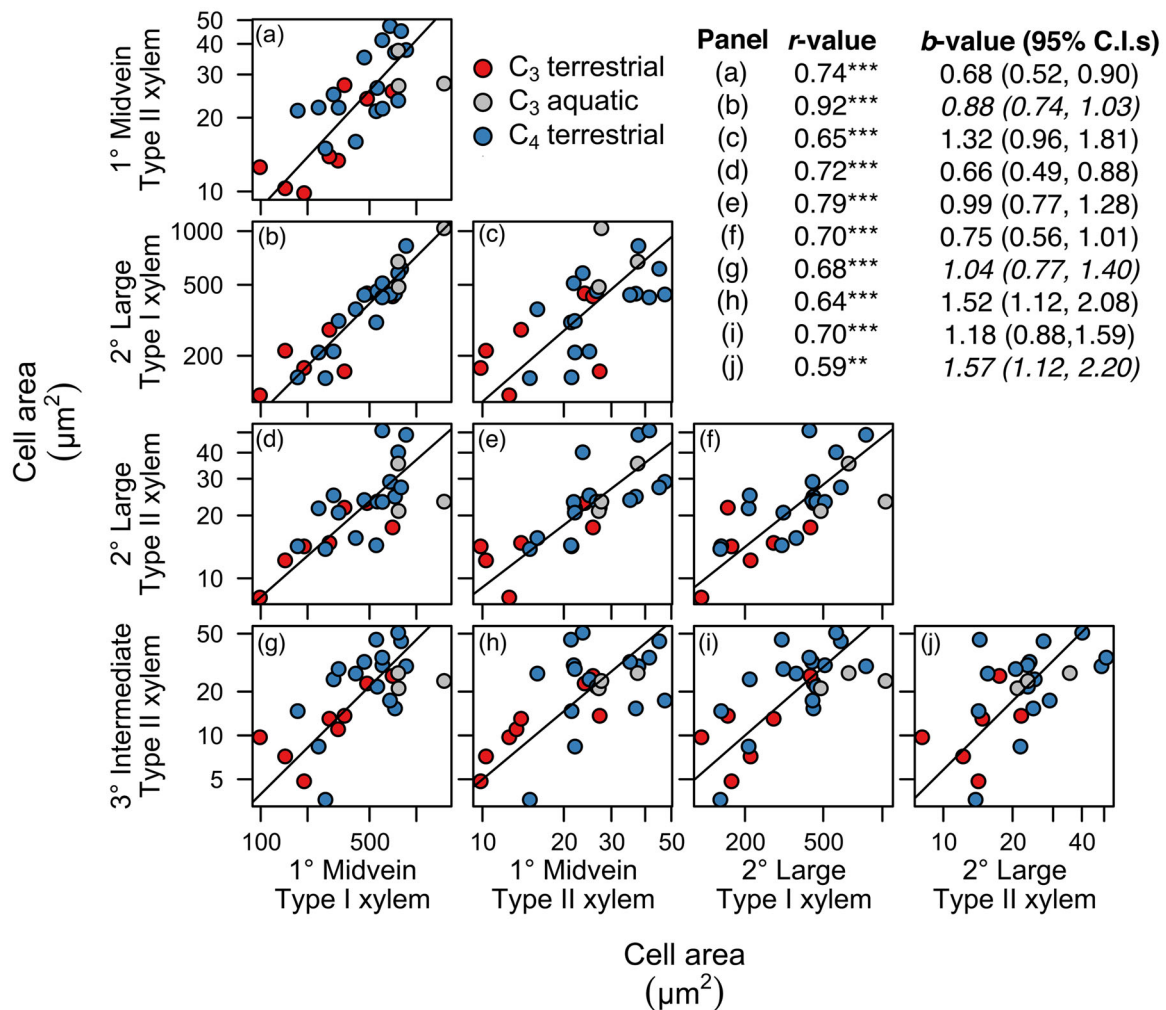 Panel r-value b-value (95% C.I.s)
(a) 0.74*** 0.68 (0.52, 0.90)
(b) 0.92*** 0.88 (0.74, 1.03)
(c) 0.65*** 1.32 (0.96, 1.81)
(d) 0.72*** 0.66 (0.49, 0.88)
(e) 0.79*** 0.99 (0.77, 1.28)
(f) 0.70*** 0.75 (0.56, 1.01)
(g) 0.68*** 1.04 (0.77, 1.40)
(h) 0.64*** 1.52 (1.12, 2.08)
(i) 0.70*** 1.18 (0.88,1.59)
(j) 0.59** 1.57 (1.12, 2.20)
C₃ terrestrial
C₃ aquatic
C₄ terrestrial
Cell area
(µm²)
1° Midvein
Type II xylem
50
40
30
20
10
(a)
2° Large
Type I xylem
1000
500
200
(b)
(c)
2° Large
Type II xylem
40
30
20
10
(d)
(e)
(f)
3° Intermediate
Type II xylem
50
20
10
5
(g)
(h)
(i)
(j)
100 500
10 20 30 50
200 500
10 20 40
1° Midvein
Type I xylem
1° Midvein
Type II xylem
2° Large
Type I xylem
2° Large
Type II xylem
Cell area
(µm²)